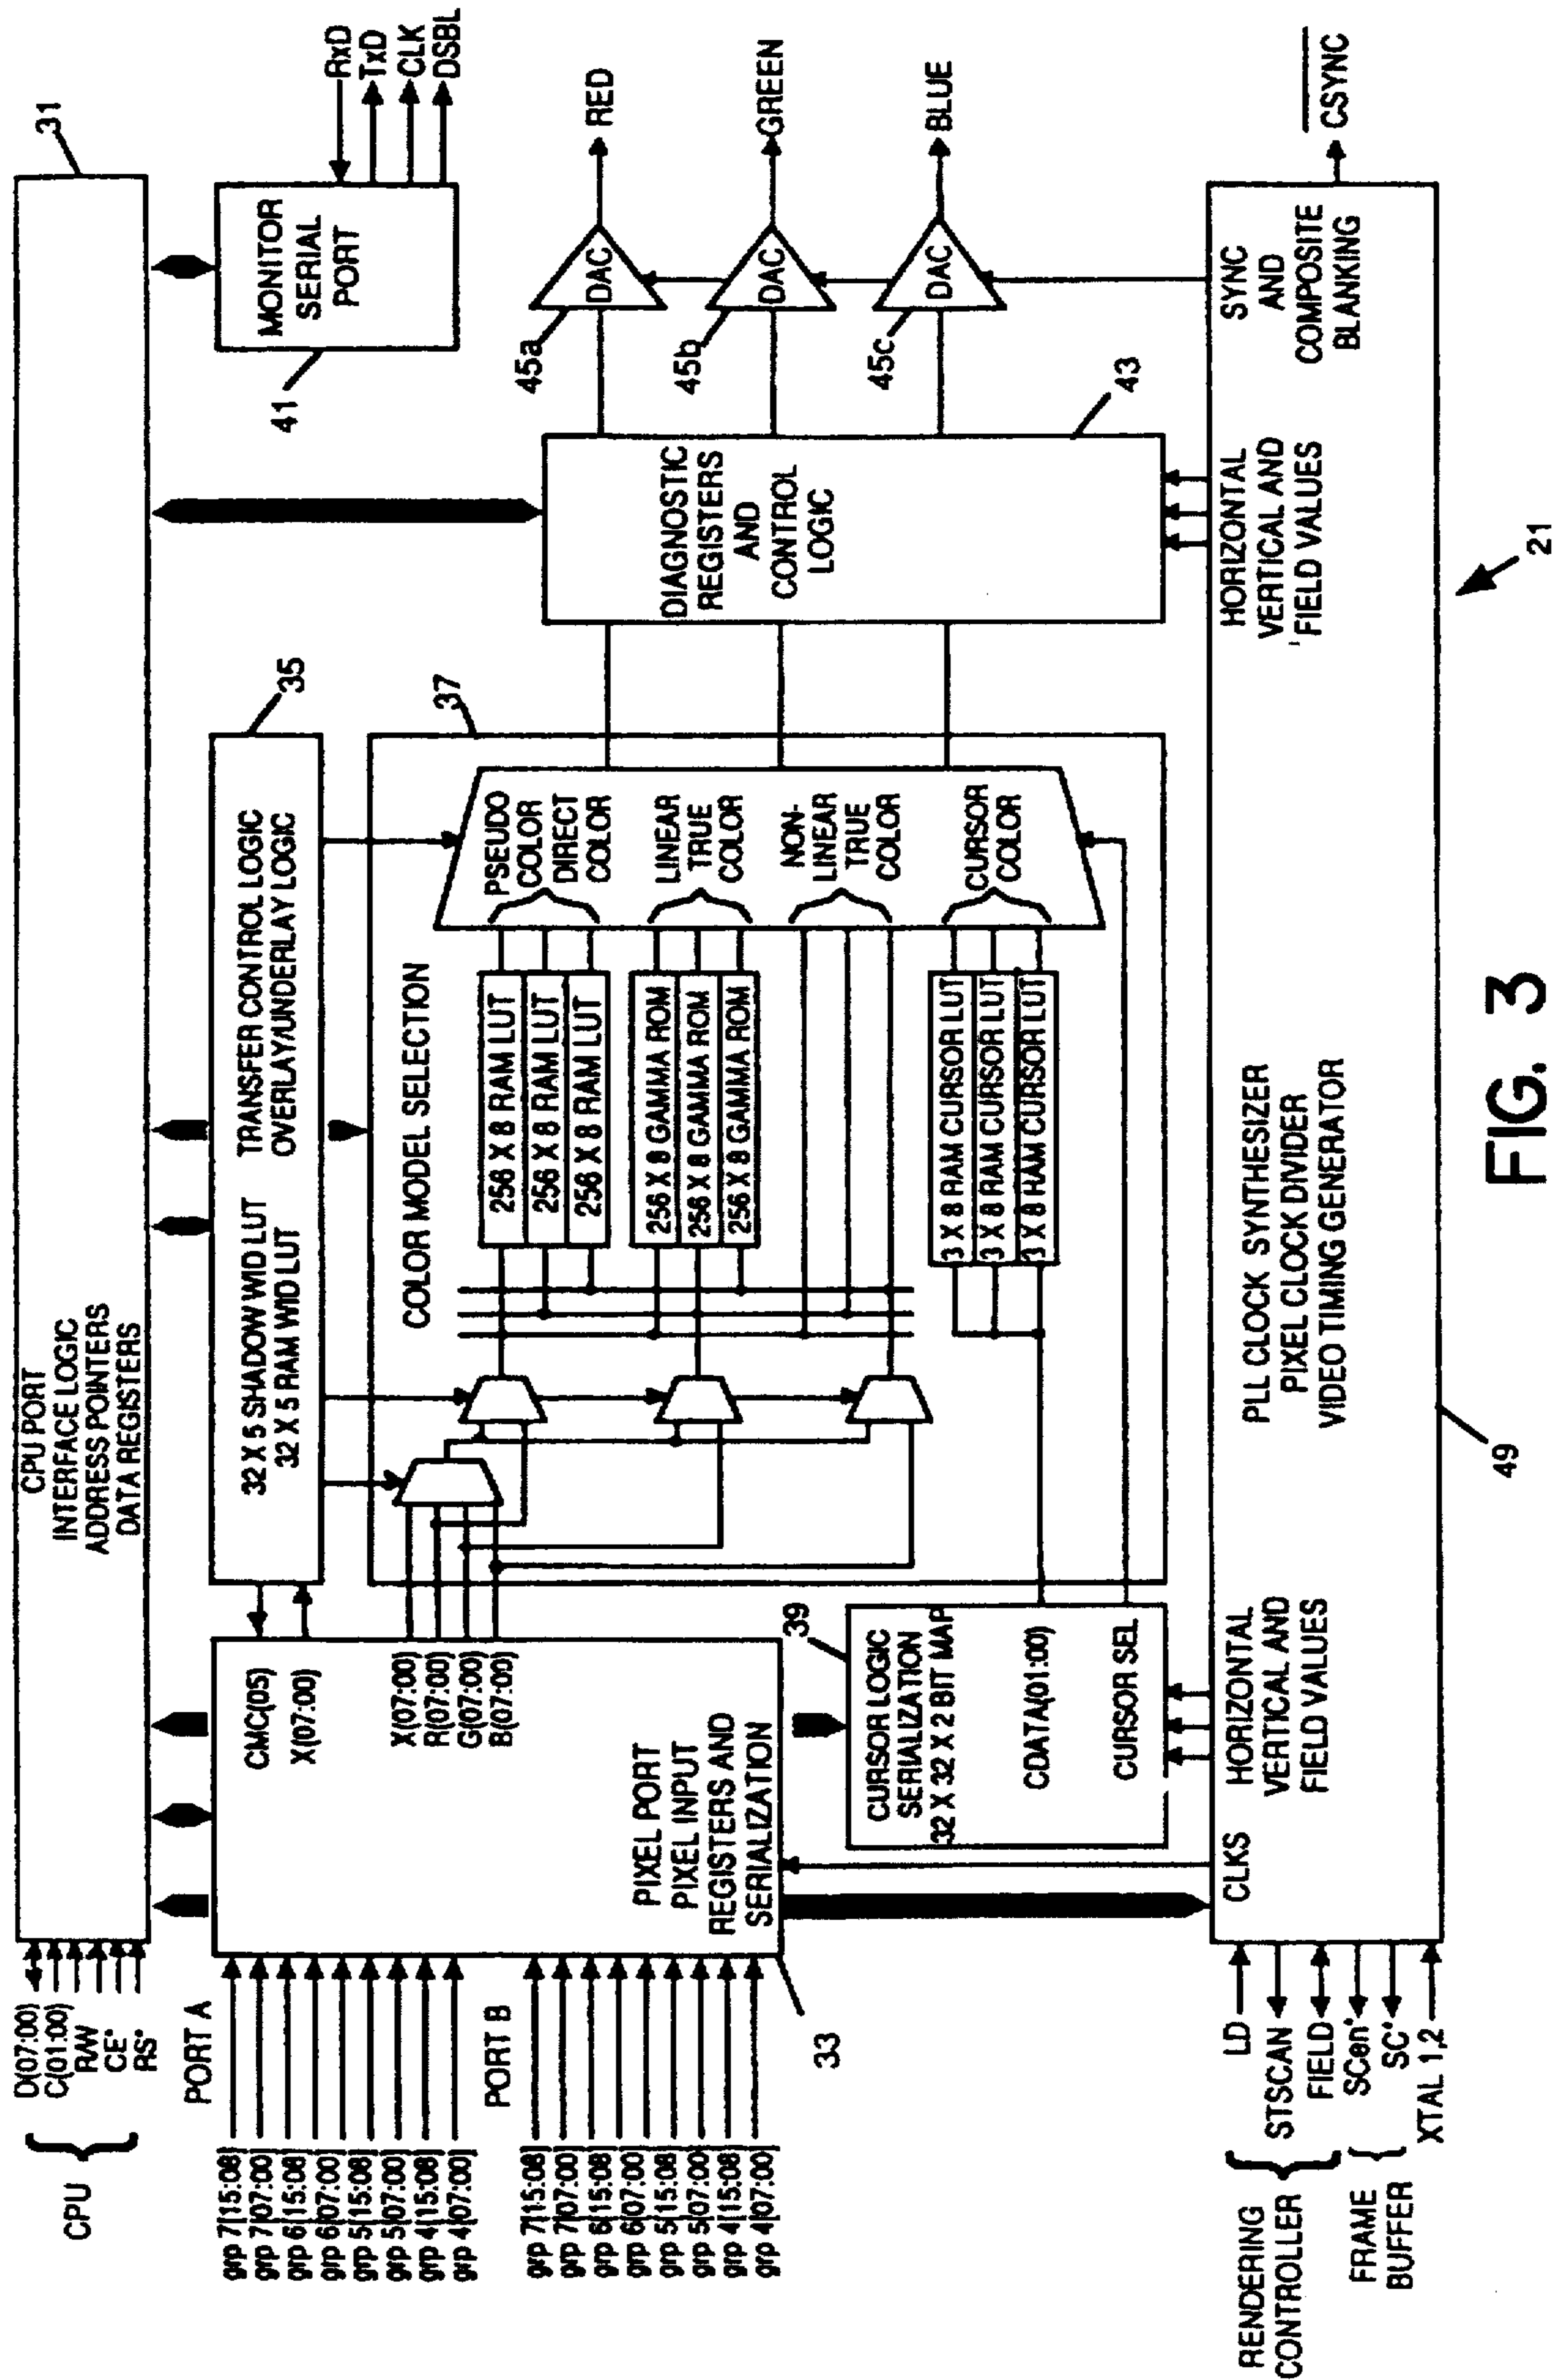 CPU
D(07:00)
C(01:00)
R/W
CE*
RS*
CPU PORT
INTERFACE LOGIC
ADDRESS POINTERS
DATA REGISTERS
31
PORT A
grp 7[15:08]
grp 7[07:00]
grp 6[15:08]
grp 6[07:00]
grp 5[15:08]
grp 5[07:00]
grp 4[15:08]
grp 4[07:00]
PORT B
grp 7[15:08]
grp 7[07:00]
grp 6[15:08]
grp 6[07:00]
grp 5[15:08]
grp 5[07:00]
grp 4[15:08]
grp 4[07:00]
33
CMC(05)
X(07:00)
X(07:00)
R(07:00)
G(07:00)
B(07:00)
PIXEL PORT
PIXEL INPUT
REGISTERS AND
SERIALIZATION
32 X 5 SHADOW WID LUT
32 X 5 RAM WID LUT
TRANSFER CONTROL LOGIC
OVERLAY/UNDERLAY LOGIC
35
37
COLOR MODEL SELECTION
256 X 8 RAM LUT
256 X 8 RAM LUT
256 X 8 RAM LUT
256 X 8 GAMMA ROM
256 X 8 GAMMA ROM
256 X 8 GAMMA ROM
3 X 8 RAM CURSOR LUT
3 X 8 RAM CURSOR LUT
3 X 8 RAM CURSOR LUT
PSEUDO
COLOR
DIRECT
COLOR
LINEAR
TRUE
COLOR
NON-
LINEAR
TRUE
COLOR
CURSOR
COLOR
39
CURSOR LOGIC
SERIALIZATION
32 X 32 X 2 BIT MAP
CDATA(01:00)
CURSOR SEL
MONITOR
SERIAL
PORT
41
RxD
TxD
CLK
DSBL
DIAGNOSTIC
REGISTERS
AND
CONTROL
LOGIC
43
45a
DAC
RED
45b
DAC
GREEN
45c
DAC
BLUE
RENDERING
CONTROLLER
LD
STSCAN
FIELD
FRAME
BUFFER
SCen*
SC*
XTAL 1,2
CLKS
HORIZONTAL
VERTICAL AND
FIELD VALUES
PLL CLOCK SYNTHESIZER
PIXEL CLOCK DIVIDER
VIDEO TIMING GENERATOR
HORIZONTAL
VERTICAL AND
FIELD VALUES
SYNC
AND
COMPOSITE
BLANKING
CSYNC
49
21
FIG. 3